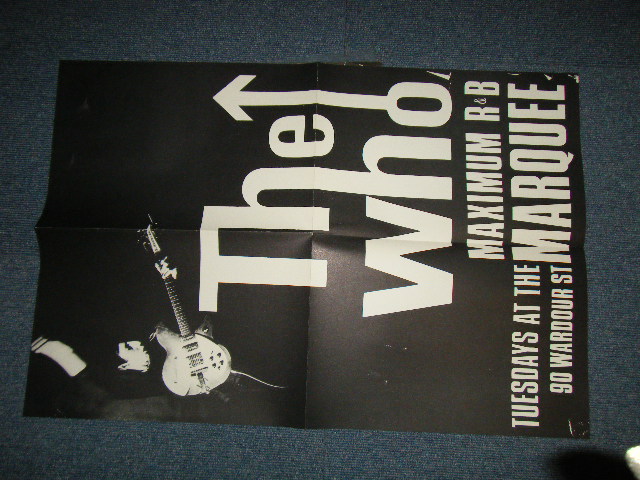 The
Who
MAXIMUM R&B
TUESDAYS AT THE MARQUEE
90 WARDOUR ST